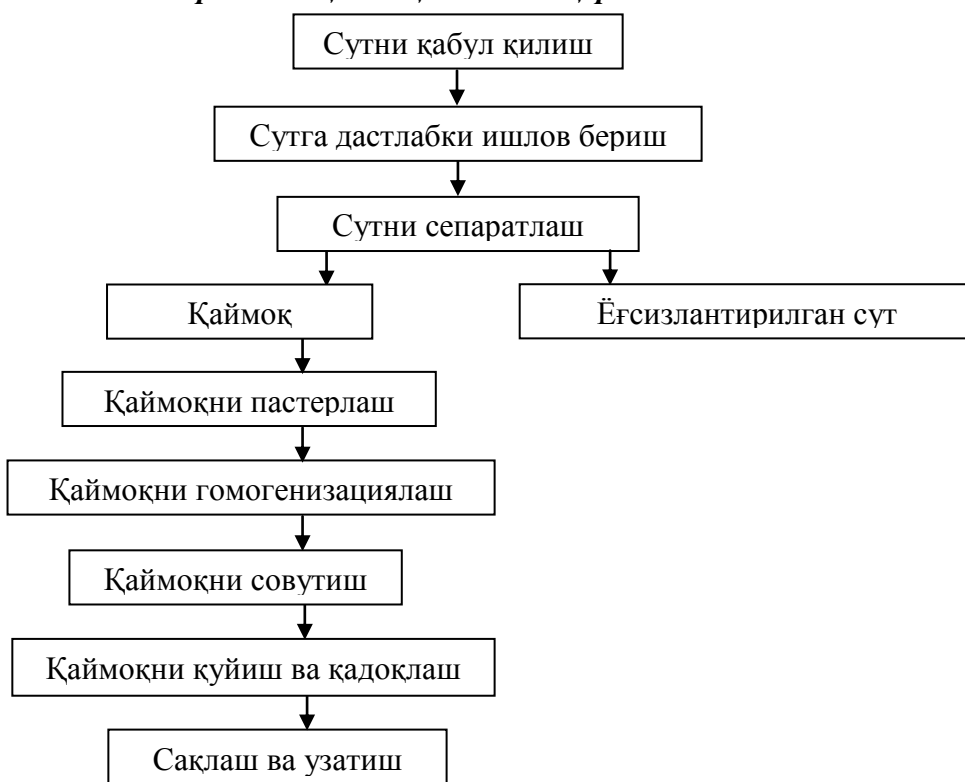 Сутни қабул қилиш
Сутга дастлабки ишлов бериш
Сутни сепаратлаш
Қаймоқ
Ёғсизлантирилган сут
Қаймоқни пастерлаш
Қаймоқни гомогенизациялаш
Қаймоқни совутиш
Қаймоқни қуйиш ва қадоқлаш
Сақлаш ва узатиш